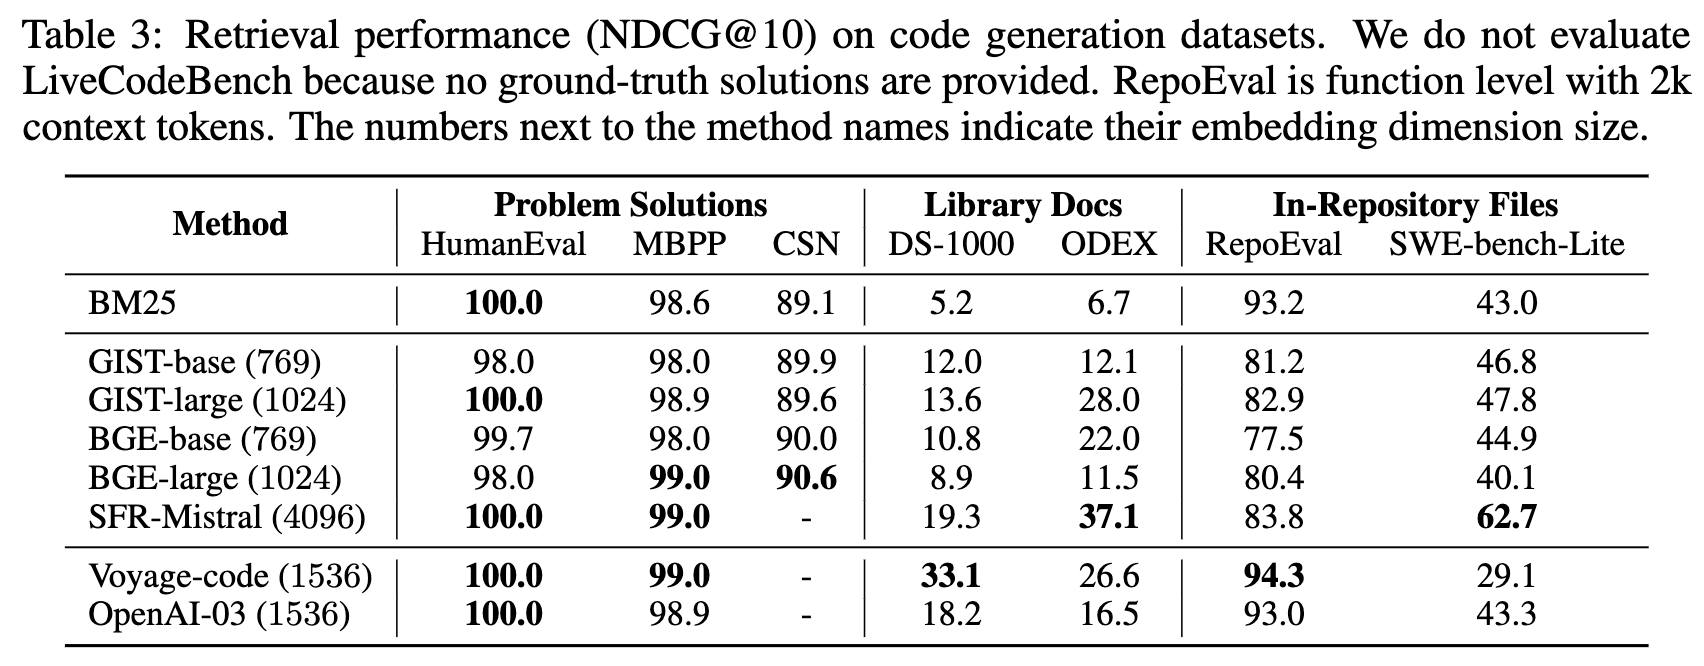 Table 3: Retrieval performance (NDCG@10) on code generation datasets. We do not evaluate
LiveCodeBench because no ground-truth solutions are provided. RepoEval is function level with 2k
context tokens. The numbers next to the method names indicate their embedding dimension size.
Method Problem Solutions Library Docs In-Repository Files
HumanEval MBPP CSN DS-1000 ODEX RepoEval SWE-bench-Lite
BM25 100.0 98.6 89.1 5.2 6.7 93.2 43.0
GIST-base (769) 98.0 98.0 89.9 12.0 12.1 81.2 46.8
GIST-large (1024) 100.0 98.9 89.6 13.6 28.0 82.9 47.8
BGE-base (769) 99.7 98.0 90.0 10.8 22.0 77.5 44.9
BGE-large (1024) 98.0 99.0 90.6 8.9 11.5 80.4 40.1
SFR-Mistral (4096) 100.0 99.0 - 19.3 37.1 83.8 62.7
Voyage-code (1536) 100.0 99.0 - 33.1 26.6 94.3 29.1
OpenAI-03 (1536) 100.0 98.9 - 18.2 16.5 93.0 43.3